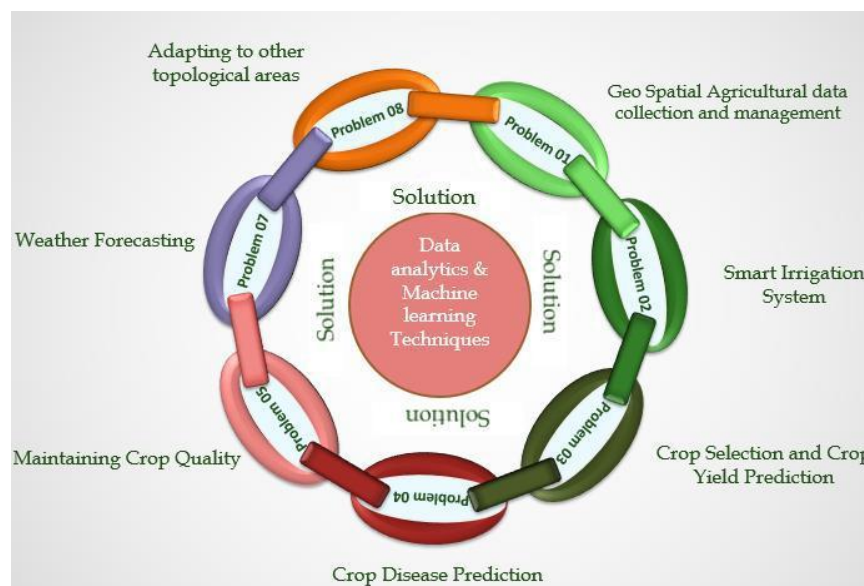 Adapting to other
topological areas
Problem 08
Problem 01
Geo Spatial Agricultural data
collection and management
Solution
Weather Forecasting
Problem 07
Solution
Data
analytics &
Machine
learning
Techniques
Solution
Problem 02
Smart Irrigation
System
Solution
Maintaining Crop Quality
Problem 05
Problem 04
Problem 03
Crop Selection and Crop
Yield Prediction
Crop Disease Prediction